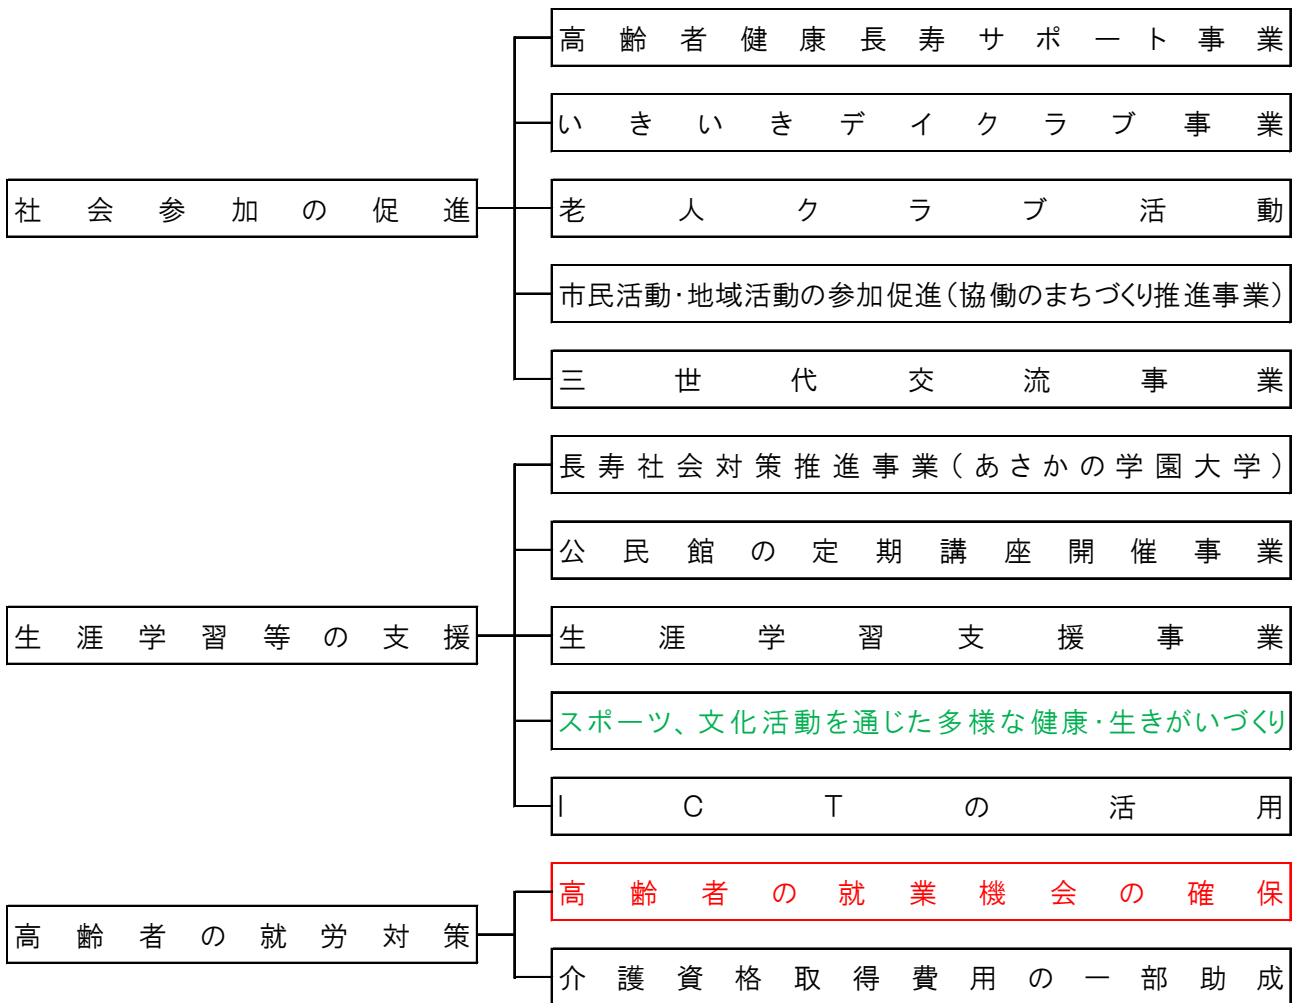 社会参加の促進
高齢者健康長寿サポート事業
いきいきデイクラブ事業
老人クラブ活動
市民活動・地域活動の参加促進(協働のまちづくり推進事業)
三世代交流事業
生涯学習等の支援
長寿社会対策推進事業(あさかの学園大学)
公民館の定期講座開催事業
生涯学習支援事業
スポーツ、文化活動を通じた多様な健康・生きがいづくり
ICTの活用
高齢者の就労対策
高齢者の就業機会の確保
介護資格取得費用の一部助成